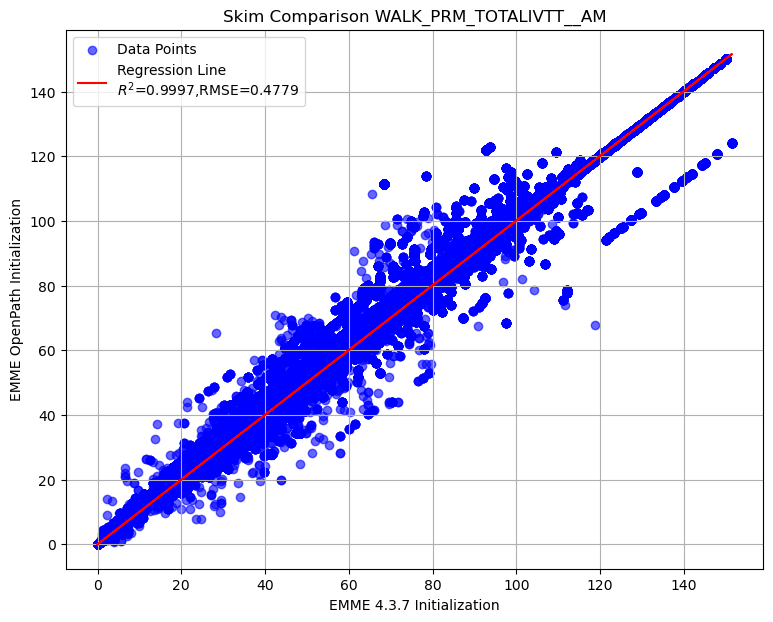 Skim Comparison WALK_PRM_TOTALIVTT__AM
Data Points
Regression Line
R²=0.9997,RMSE=0.4779
EMME OpenPath Initialization
140
120
100
80
60
40
20
0
0 20 40 60 80 100 120 140
EMME 4.3.7 Initialization